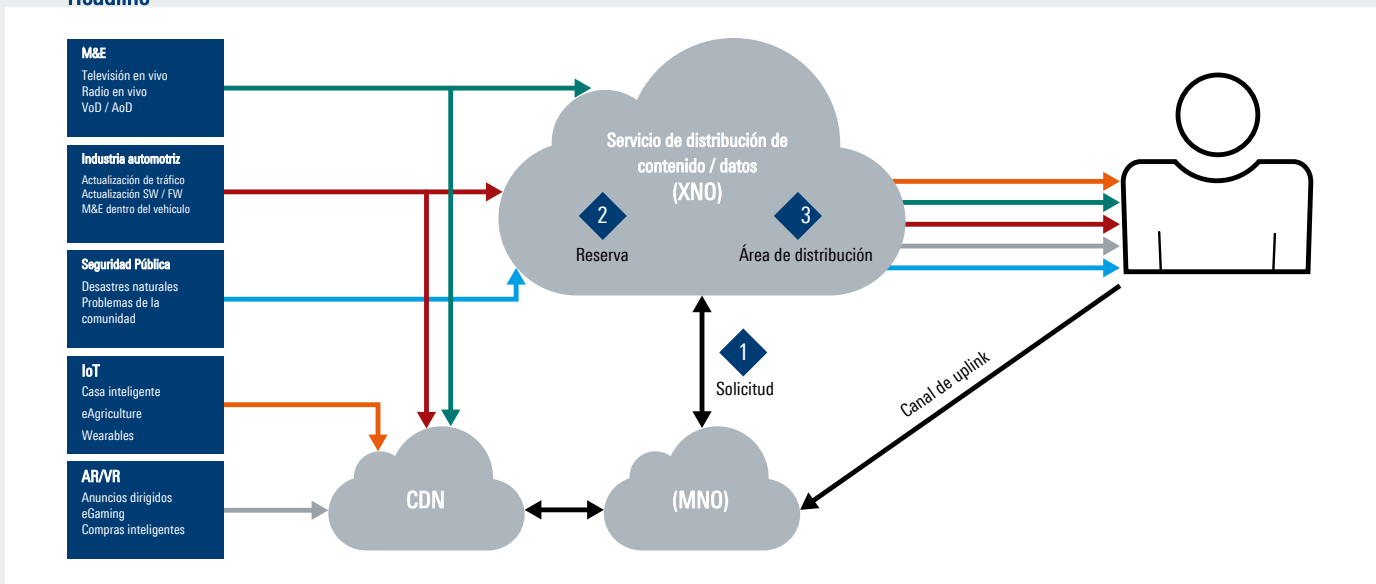 Headline
M&E
Televisión en vivo
Radio en vivo
VoD / AoD
Industria automotriz
Actualización de tráfico
Actualización SW / FW
M&E dentro del vehículo
Seguridad Pública
Desastres naturales
Problemas de la
comunidad
IoT
Casa inteligente
eAgriculture
Wearables
AR/VR
Anuncios dirigidos
eGaming
Compras inteligentes
Servicio de distribución de
contenido / datos
(XNO)
2
Reserva
3
Área de distribución
1
Solicitud
Canal de uplink
CDN
(MNO)